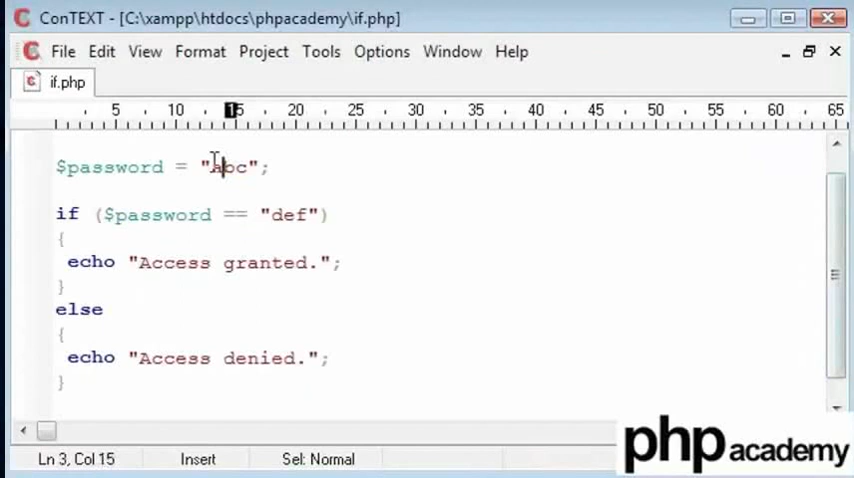 ConTEXT - [C:\xampp\htdocs\phpacademy\if.php]
File Edit View Format Project Tools Options Window Help
if.php
5 10 15 20 25 30 35 40 45 50 55 60 65
$password = "Abc";
if ($password == "def")
{
echo "Access granted.";
}
else
{
echo "Access denied.";
}
Ln 3, Col 15 Insert Sel: Normal
php academy